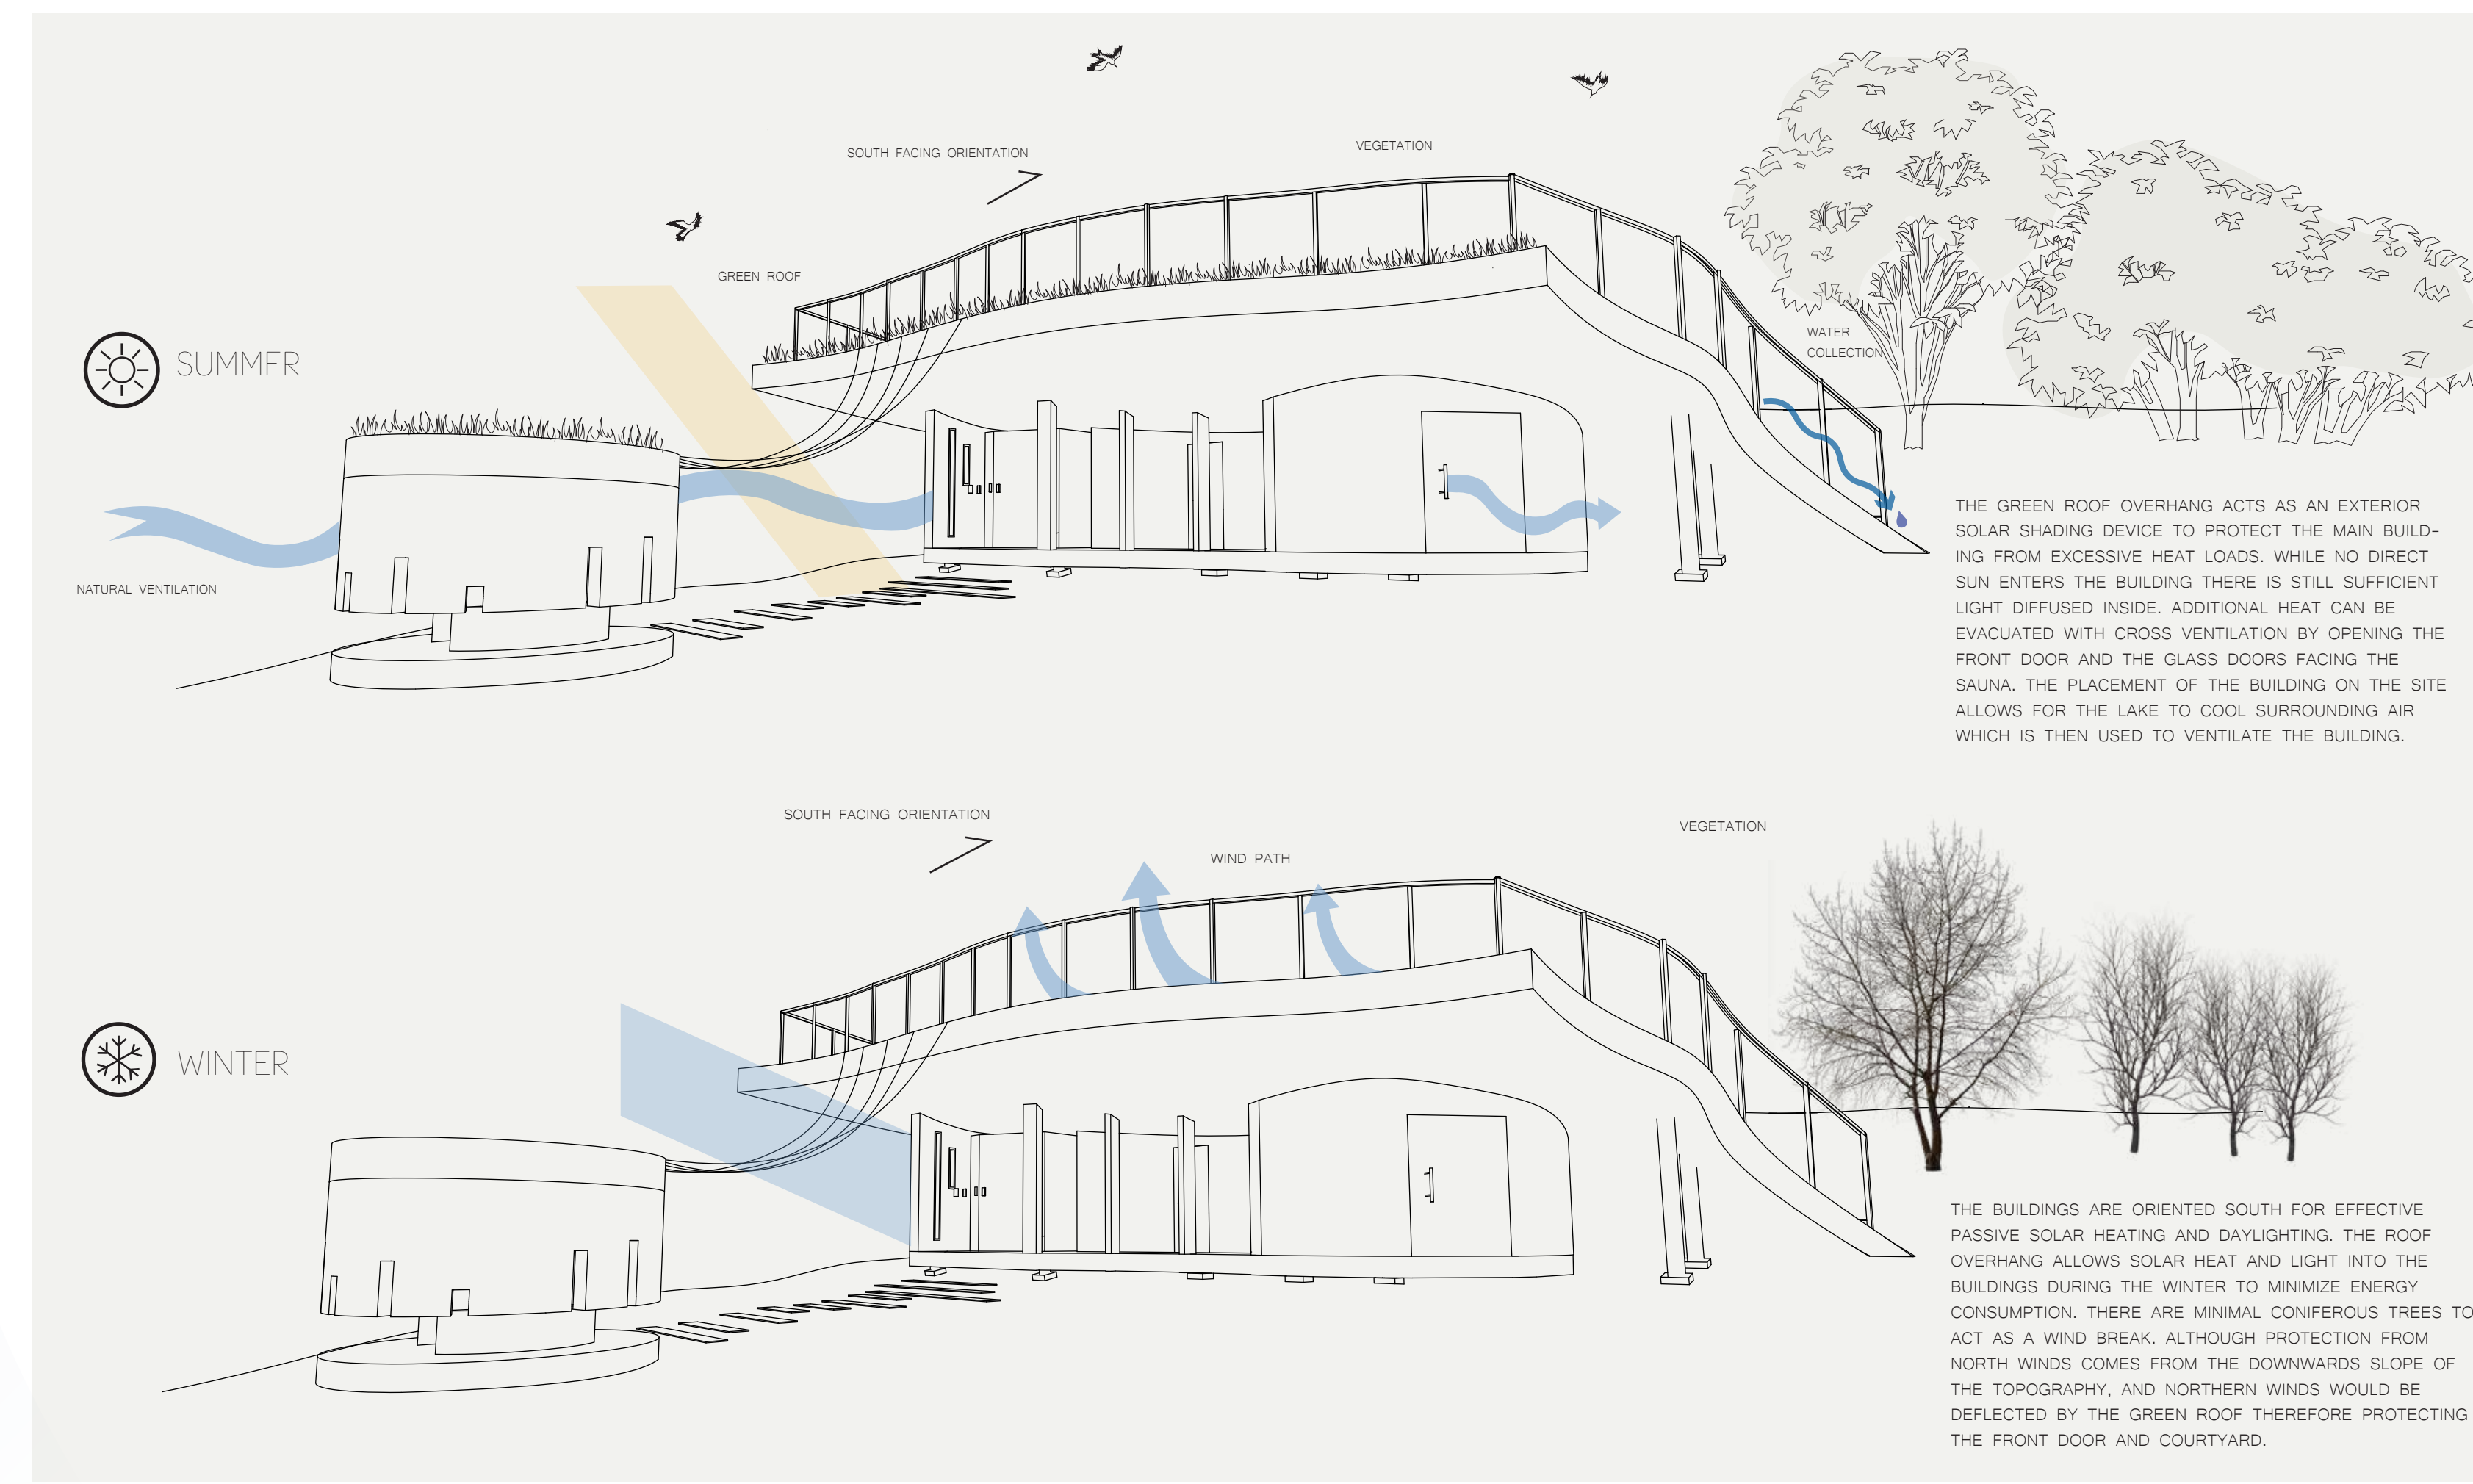 SOUTH FACING ORIENTATION
VEGETATION
GREEN ROOF
WATER
COLLECTION
SUMMER
NATURAL VENTILATION
THE GREEN ROOF OVERHANG ACTS AS AN EXTERIOR
SOLAR SHADING DEVICE TO PROTECT THE MAIN BUILD-
ING FROM EXCESSIVE HEAT LOADS. WHILE NO DIRECT
SUN ENTERS THE BUILDING THERE IS STILL SUFFICIENT
LIGHT DIFFUSED INSIDE. ADDITIONAL HEAT CAN BE
EVACUATED WITH CROSS VENTILATION BY OPENING THE
FRONT DOOR AND THE GLASS DOORS FACING THE
SAUNA. THE PLACEMENT OF THE BUILDING ON THE SITE
ALLOWS FOR THE LAKE TO COOL SURROUNDING AIR
WHICH IS THEN USED TO VENTILATE THE BUILDING.
SOUTH FACING ORIENTATION
VEGETATION
WIND PATH
WINTER
THE BUILDINGS ARE ORIENTED SOUTH FOR EFFECTIVE
PASSIVE SOLAR HEATING AND DAYLIGHTING. THE ROOF
OVERHANG ALLOWS SOLAR HEAT AND LIGHT INTO THE
BUILDINGS DURING THE WINTER TO MINIMIZE ENERGY
CONSUMPTION. THERE ARE MINIMAL CONIFEROUS TREES TO
ACT AS A WIND BREAK. ALTHOUGH PROTECTION FROM
NORTH WINDS COMES FROM THE DOWNWARDS SLOPE OF
THE TOPOGRAPHY, AND NORTHERN WINDS WOULD BE
DEFLECTED BY THE GREEN ROOF THEREFORE PROTECTING
THE FRONT DOOR AND COURTYARD.